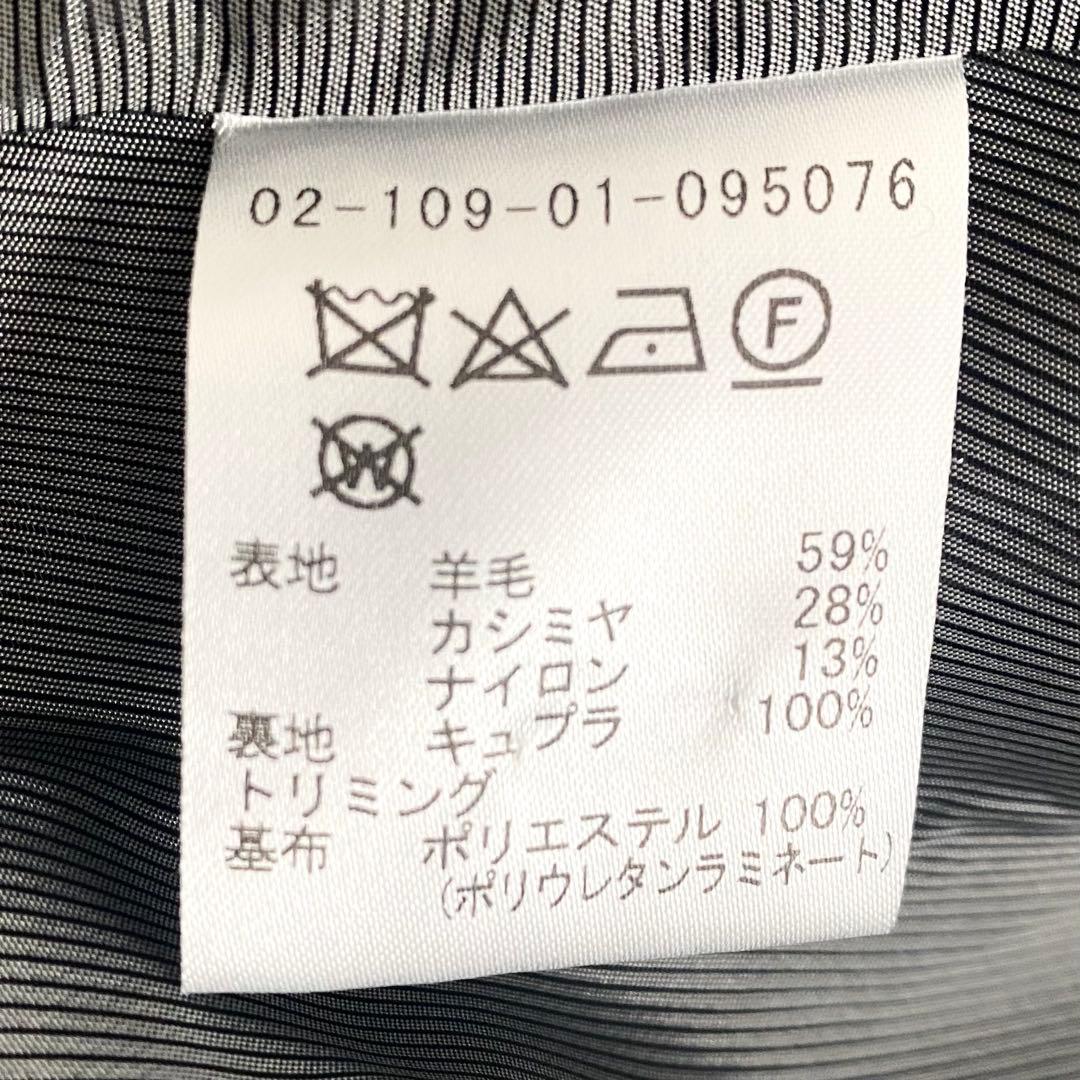 02-109-01-095076
F
W
表地 羊毛 59%
カシミヤ 28%
ナイロン 13%
裏地 キュプラ 100%
トリミング
基布 ポリエステル 100%
(ポリウレタンラミネート)